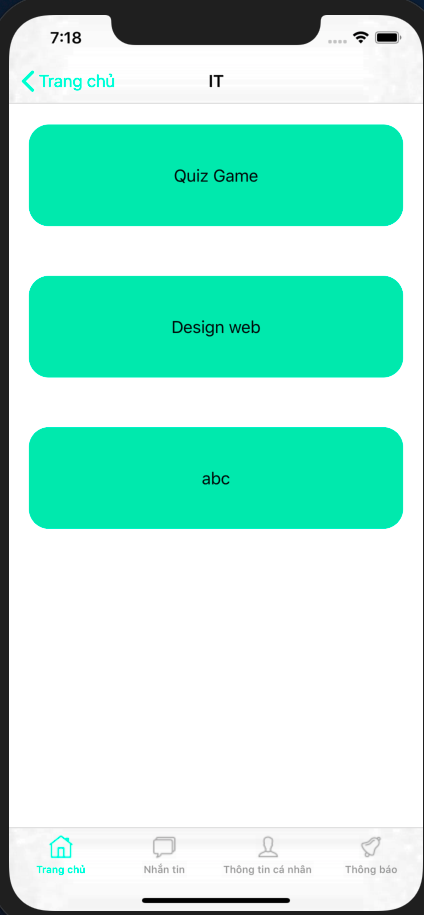 7:18
Trang chủ
IT
Quiz Game
Design web
abc
Trang chủ
Nhắn tin
Thông tin cá nhân
Thông báo